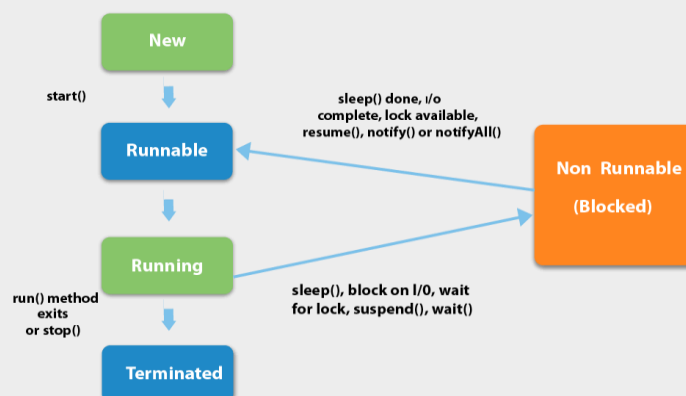 New
start()
sleep() done, i/o
complete, lock available,
resume(), notify() or notifyAll()
Runnable
Non Runnable
(Blocked)
Running
sleep(), block on I/0, wait
for lock, suspend(), wait()
run() method
exits
or stop()
Terminated